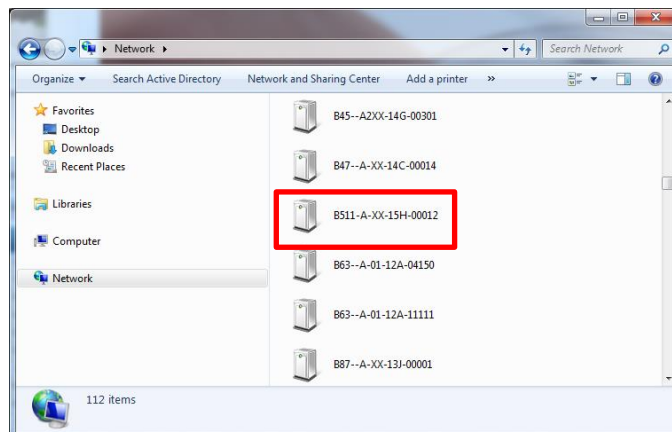 Network
Search Network
Organize Search Active Directory Network and Sharing Center Add a printer »
Favorites
Desktop
Downloads
Recent Places
Libraries
Computer
Network
B45--A2XX-14G-00301
B47--A-XX-14C-00014
B511-A-XX-15H-00012
B63--A-01-12A-04150
B63--A-01-12A-11111
B87--A-XX-13J-00001
112 items